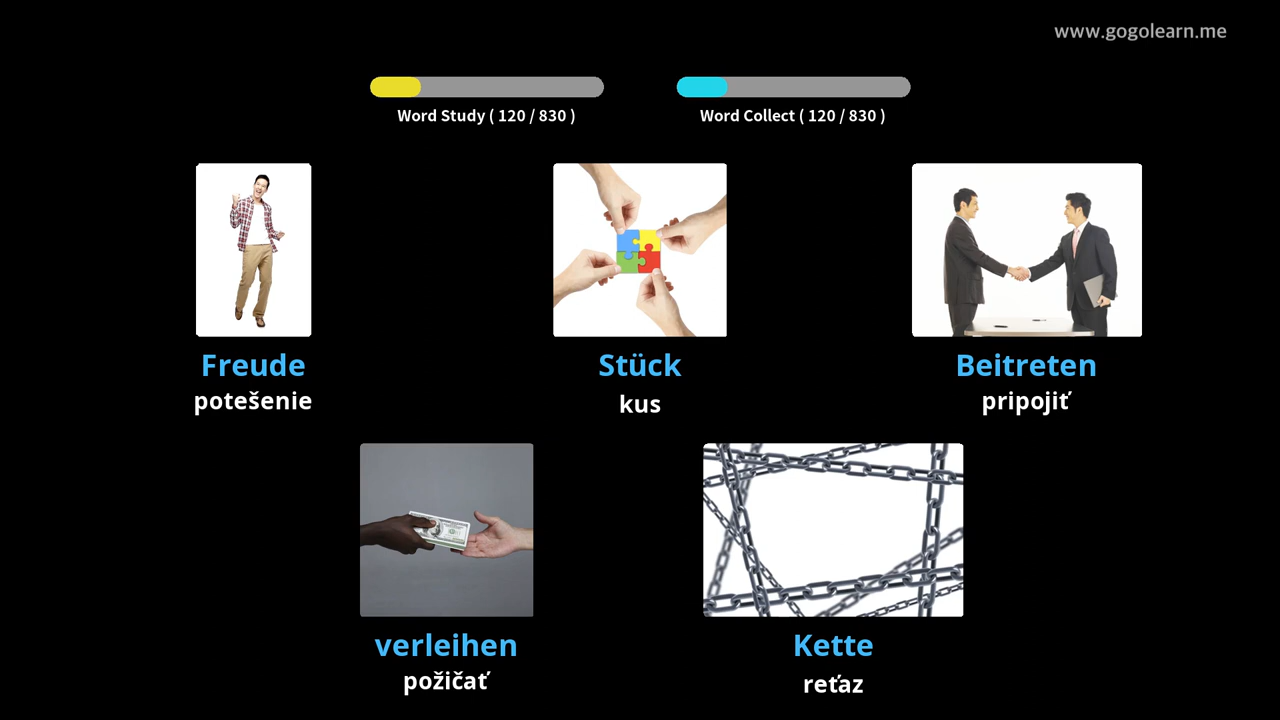 www.gogolearn.me
Word Study ( 120 / 830 )
Word Collect ( 120 / 830 )
Freude
potešenie
Stück
kus
Beitreten
pripojiť
verleihen
požičať
Kette
reťaz